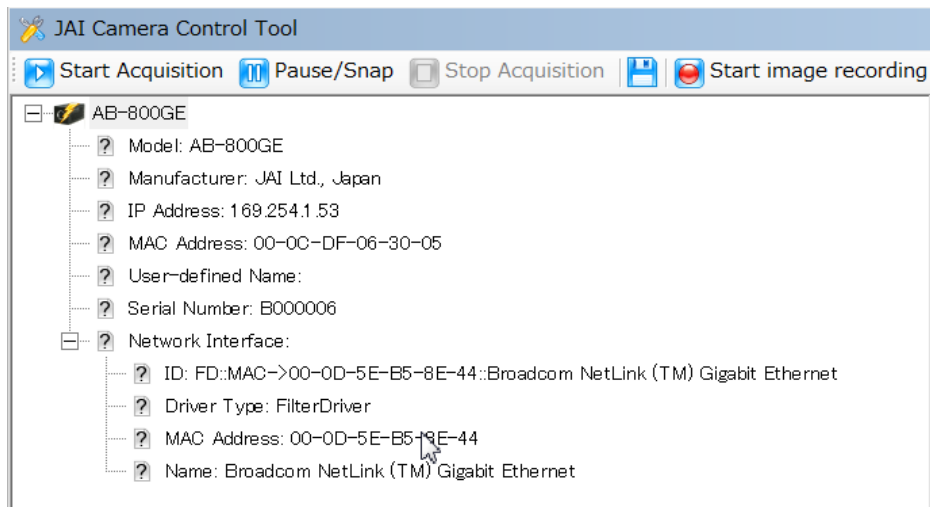 JAI Camera Control Tool
Start Acquisition Pause/Snap Stop Acquisition Start image recording
AB-800GE
Model: AB-800GE
Manufacturer: JAI Ltd., Japan
IP Address: 169.254.1.53
MAC Address: 00-0C-DF-06-30-05
User-defined Name:
Serial Number: B000006
Network Interface:
ID: FD::MAC->00-0D-5E-B5-8E-44::Broadcom NetLink (TM) Gigabit Ethernet
Driver Type: FilterDriver
MAC Address: 00-0D-5E-B5-8E-44
Name: Broadcom NetLink (TM) Gigabit Ethernet